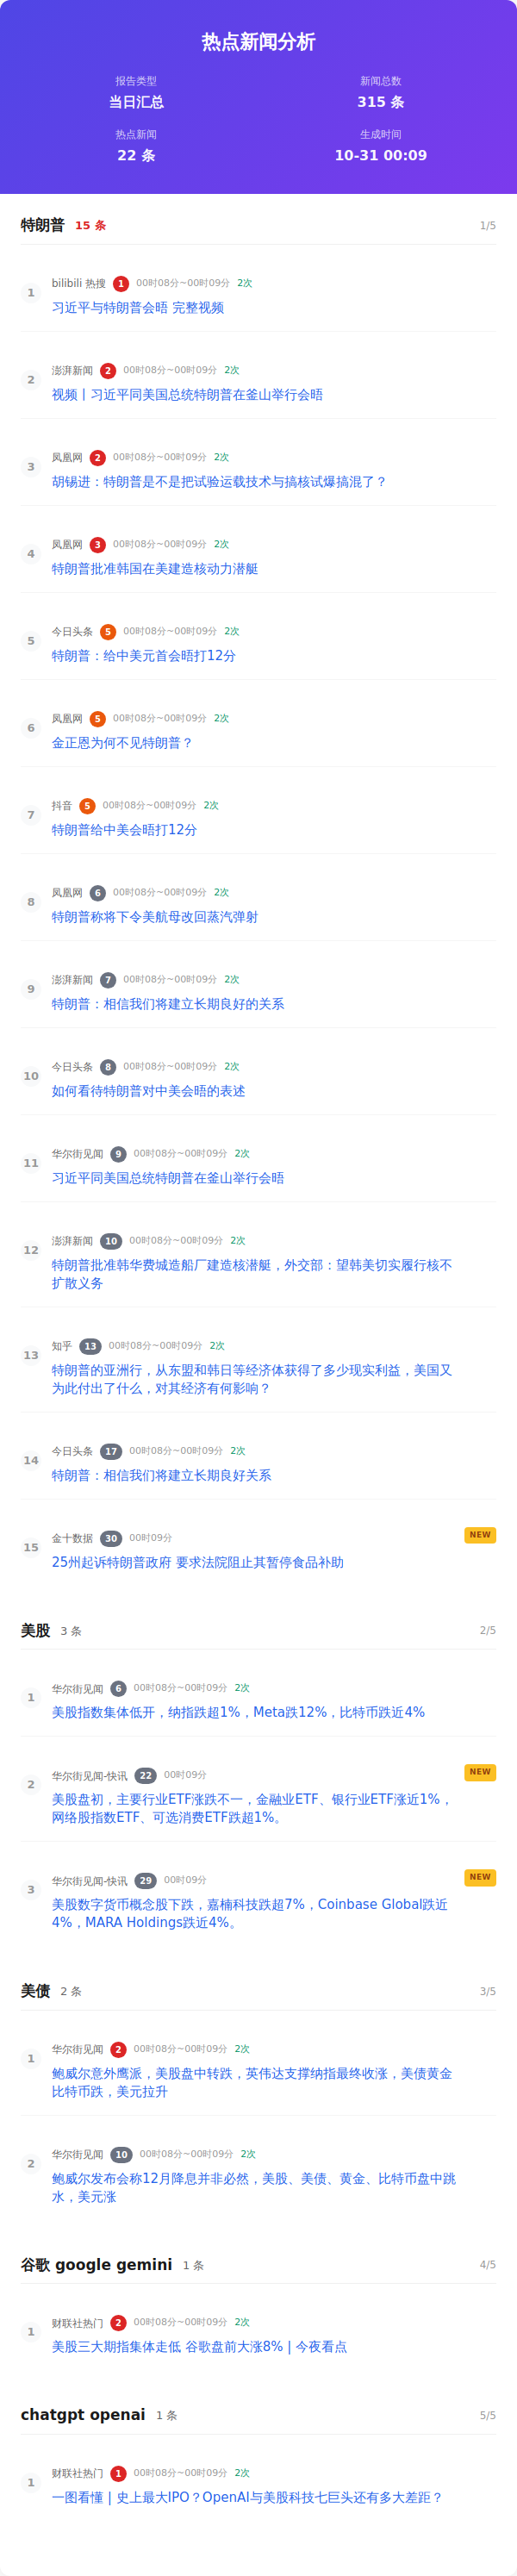 热点新闻分析
报告类型
当日汇总
新闻总数
315 条
热点新闻
22 条
生成时间
10-31 00:09
特朗普 15 条 1/5
1
bilibili 热搜 1 00时08分~00时09分 2次
习近平与特朗普会晤 完整视频
2
澎湃新闻 2 00时08分~00时09分 2次
视频丨习近平同美国总统特朗普在釜山举行会晤
3
凤凰网 2 00时08分~00时09分 2次
胡锡进：特朗普是不是把试验运载技术与搞核试爆搞混了？
4
凤凰网 3 00时08分~00时09分 2次
特朗普批准韩国在美建造核动力潜艇
5
今日头条 5 00时08分~00时09分 2次
特朗普：给中美元首会晤打12分
6
凤凰网 5 00时08分~00时09分 2次
金正恩为何不见特朗普？
7
抖音 5 00时08分~00时09分 2次
特朗普给中美会晤打12分
8
凤凰网 6 00时08分~00时09分 2次
特朗普称将下令美航母改回蒸汽弹射
9
澎湃新闻 7 00时08分~00时09分 2次
特朗普：相信我们将建立长期良好的关系
10
今日头条 8 00时08分~00时09分 2次
如何看待特朗普对中美会晤的表述
11
华尔街见闻 9 00时08分~00时09分 2次
习近平同美国总统特朗普在釜山举行会晤
12
澎湃新闻 10 00时08分~00时09分 2次
特朗普批准韩华费城造船厂建造核潜艇，外交部：望韩美切实履行核不
扩散义务
13
知乎 13 00时08分~00时09分 2次
特朗普的亚洲行，从东盟和韩日等经济体获得了多少现实利益，美国又
为此付出了什么，对其经济有何影响？
14
今日头条 17 00时08分~00时09分 2次
特朗普：相信我们将建立长期良好关系
15
金十数据 30 00时09分 NEW
25州起诉特朗普政府 要求法院阻止其暂停食品补助
美股 3 条 2/5
1
华尔街见闻 6 00时08分~00时09分 2次
美股指数集体低开，纳指跌超1%，Meta跌12%，比特币跌近4%
2
华尔街见闻-快讯 22 00时09分 NEW
美股盘初，主要行业ETF涨跌不一，金融业ETF、银行业ETF涨近1%，
网络股指数ETF、可选消费ETF跌超1%。
3
华尔街见闻-快讯 29 00时09分 NEW
美股数字货币概念股下跌，嘉楠科技跌超7%，Coinbase Global跌近
4%，MARA Holdings跌近4%。
美债 2 条 3/5
1
华尔街见闻 2 00时08分~00时09分 2次
鲍威尔意外鹰派，美股盘中转跌，英伟达支撑纳指最终收涨，美债黄金
比特币跌，美元拉升
2
华尔街见闻 10 00时08分~00时09分 2次
鲍威尔发布会称12月降息并非必然，美股、美债、黄金、比特币盘中跳
水，美元涨
谷歌 google gemini 1 条 4/5
1
财联社热门 2 00时08分~00时09分 2次
美股三大期指集体走低 谷歌盘前大涨8% | 今夜看点
chatgpt openai 1 条 5/5
1
财联社热门 1 00时08分~00时09分 2次
一图看懂 | 史上最大IPO？OpenAI与美股科技七巨头还有多大差距？